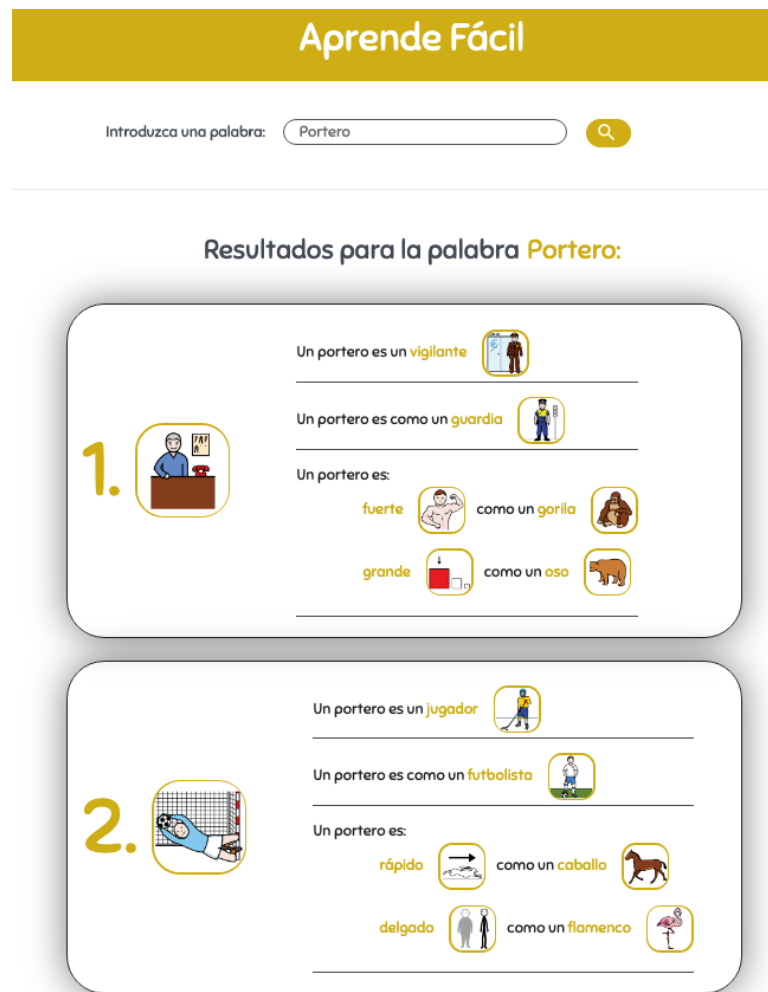 Aprende Fácil
Introduzca una palabra: Portero
Resultados para la palabra Portero:
1.
Un portero es un vigilante
Un portero es como un guardia
Un portero es:
fuerte como un gorila
grande como un oso
2.
Un portero es un jugador
Un portero es como un futbolista
Un portero es:
rápido como un caballo
delgado como un flamenco